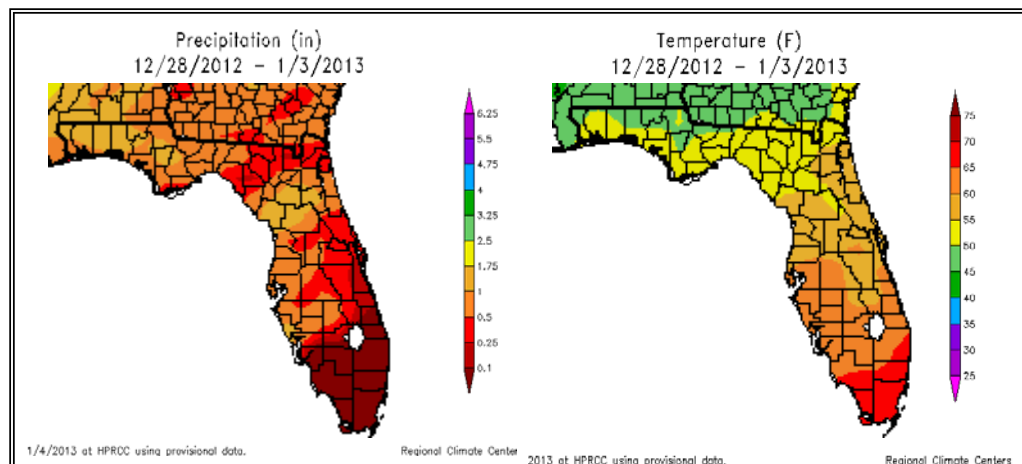 Precipitation (in)
12/28/2012 – 1/3/2013
6.25
5.5
4.75
4
3.25
2.5
1.75
1
0.5
0.25
0.1
1/4/2013 at HPRCC using provisional data.
Regional Climate Center
Temperature (F)
12/28/2012 – 1/3/2013
75
70
65
60
55
50
45
40
35
30
25
2013 at HPRCC using provisional data.
Regional Climate Centers